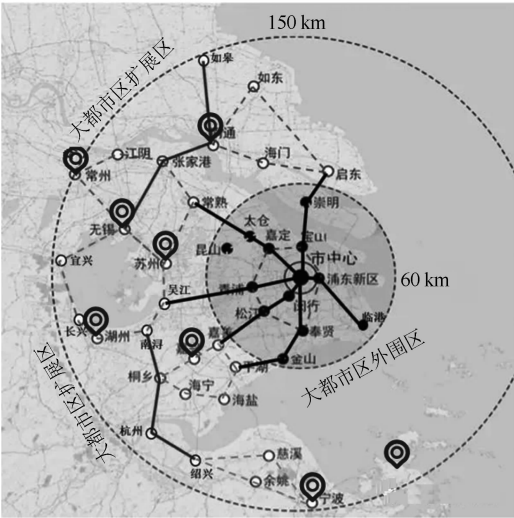 150 km
如皋
大都市区扩展区
如东
江阴
张家港
海门
启东
常州
常熟
崇明
无锡
太仓
嘉定
宝山
昆山
市中心
宜兴
苏州
浦东新区
60 km
吴江
青浦
闵行
临港
松江
长兴
湖州
南浔
嘉善
奉贤
金山
平湖
大都市区外围区
桐乡
海宁
海盐
大都市区扩展区
杭州
慈溪
绍兴
余姚
宁波